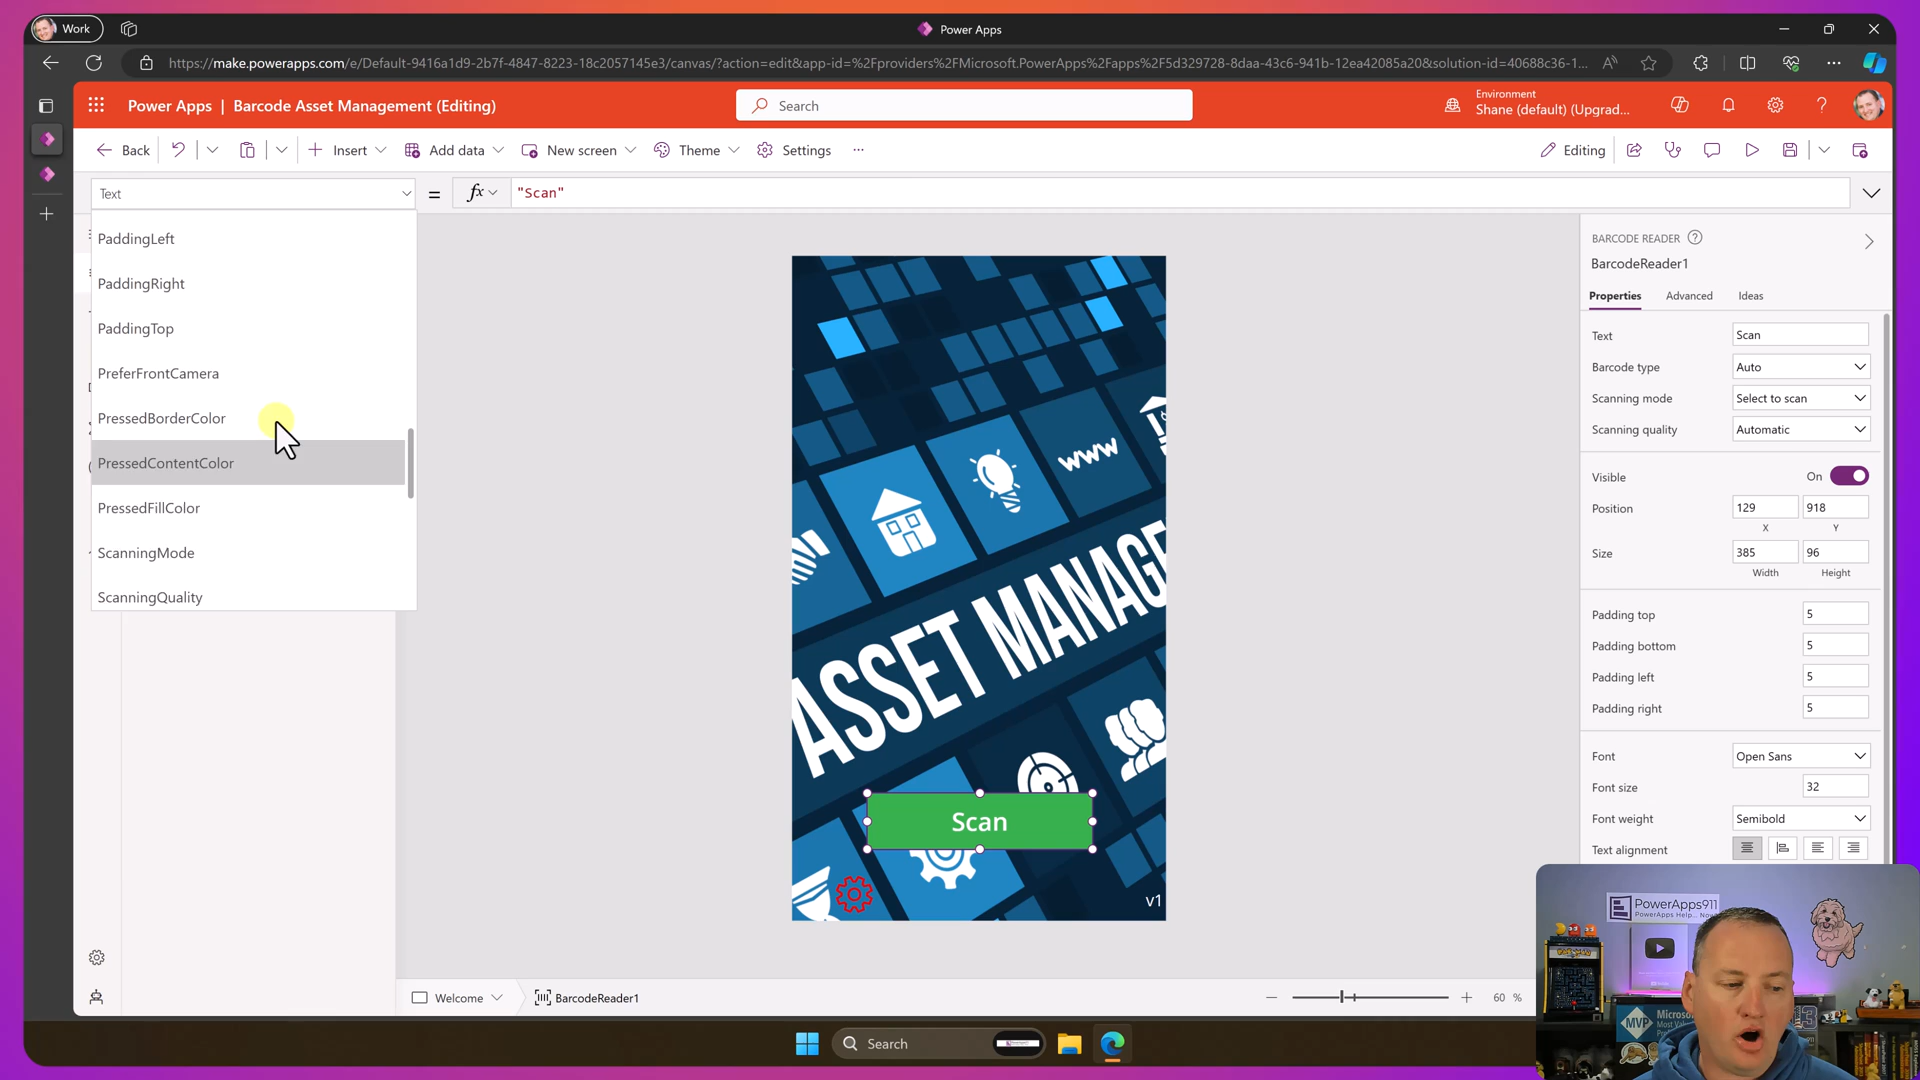 Work
Power Apps
https://make.powerapps.com/e/Default-9416a1d9-2b7f-4847-8223-18c2057145e3/canvas/?action=edit&app-id=%2Fproviders%2FMicrosoft.PowerApps%2Fapps%2F5d329728-8daa-43c6-941b-12ea42085a20&solution-id=40688c36-1...
Power Apps | Barcode Asset Management (Editing)
Search
Environment
Shane (default) (Upgrad...
Back
Insert
Add data
New screen
Theme
Settings
...
Editing
Text
=
fx
"Scan"
PaddingLeft
PaddingRight
PaddingTop
PreferFrontCamera
PressedBorderColor
PressedContentColor
PressedFillColor
ScanningMode
ScanningQuality
www
ASSET MANAGE
Scan
v1
BARCODE READER
BarcodeReader1
Properties
Advanced
Ideas
Text
Scan
Barcode type
Auto
Scanning mode
Select to scan
Scanning quality
Automatic
Visible
On
Position
129
918
X
Y
Size
385
96
Width
Height
Padding top
5
Padding bottom
5
Padding left
5
Padding right
5
Font
Open Sans
Font size
32
Font weight
Semibold
Text alignment
Welcome
BarcodeReader1
60 %
Search
PowerApps911
PowerApps Help... Now
MVP
Microso